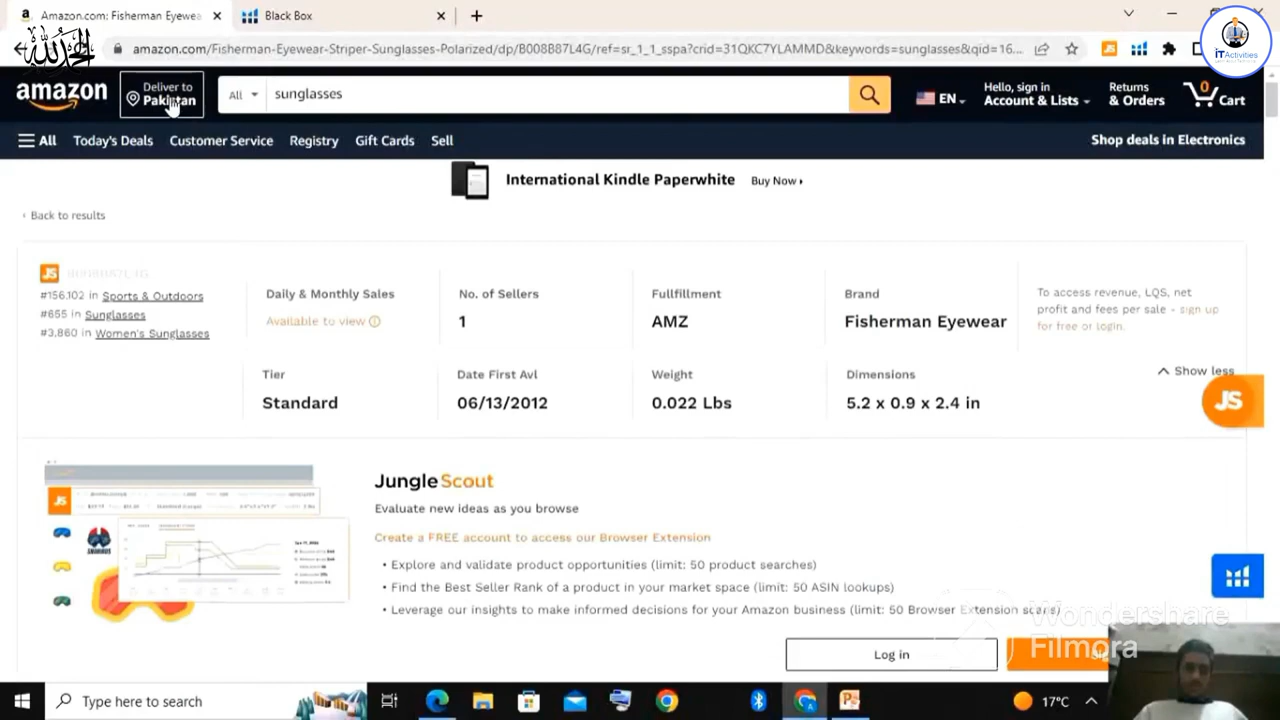 Amazon.com: Fisherman Eyewea
Black Box
amazon.com/Fisherman-Eyewear-Striper-Sunglasses-Polarized/dp/B008B87L4G/ref=sr_1_1_sspa?crid=31QKC7YLAMMD&keywords=sunglasses&qid=16...
الحمد لله
iT Activities
amazon
Deliver to
Pakistan
All
sunglasses
EN
Hello, sign in
Account & Lists
Returns
& Orders
0
Cart
All Today's Deals Customer Service Registry Gift Cards Sell
Shop deals in Electronics
International Kindle Paperwhite Buy Now
‹ Back to results
JS
#156,102 in Sports & Outdoors
#655 in Sunglasses
#3,860 in Women's Sunglasses
Daily & Monthly Sales
Available to view
No. of Sellers
1
Fullfillment
AMZ
Brand
Fisherman Eyewear
To access revenue, LQS, net
profit and fees per sale - sign up
for free or login.
Tier
Standard
Date First Avl
06/13/2012
Weight
0.022 Lbs
Dimensions
5.2 x 0.9 x 2.4 in
Show less
JS
JungleScout
Evaluate new ideas as you browse
Create a FREE account to access our Browser Extension
• Explore and validate product opportunities (limit: 50 product searches)
• Find the Best Seller Rank of a product in your market space (limit: 50 ASIN lookups)
• Leverage our insights to make informed decisions for your Amazon business (limit: 50 Browser Extension scans)
Log in
Wondershare
Filmora
Type here to search
17°C